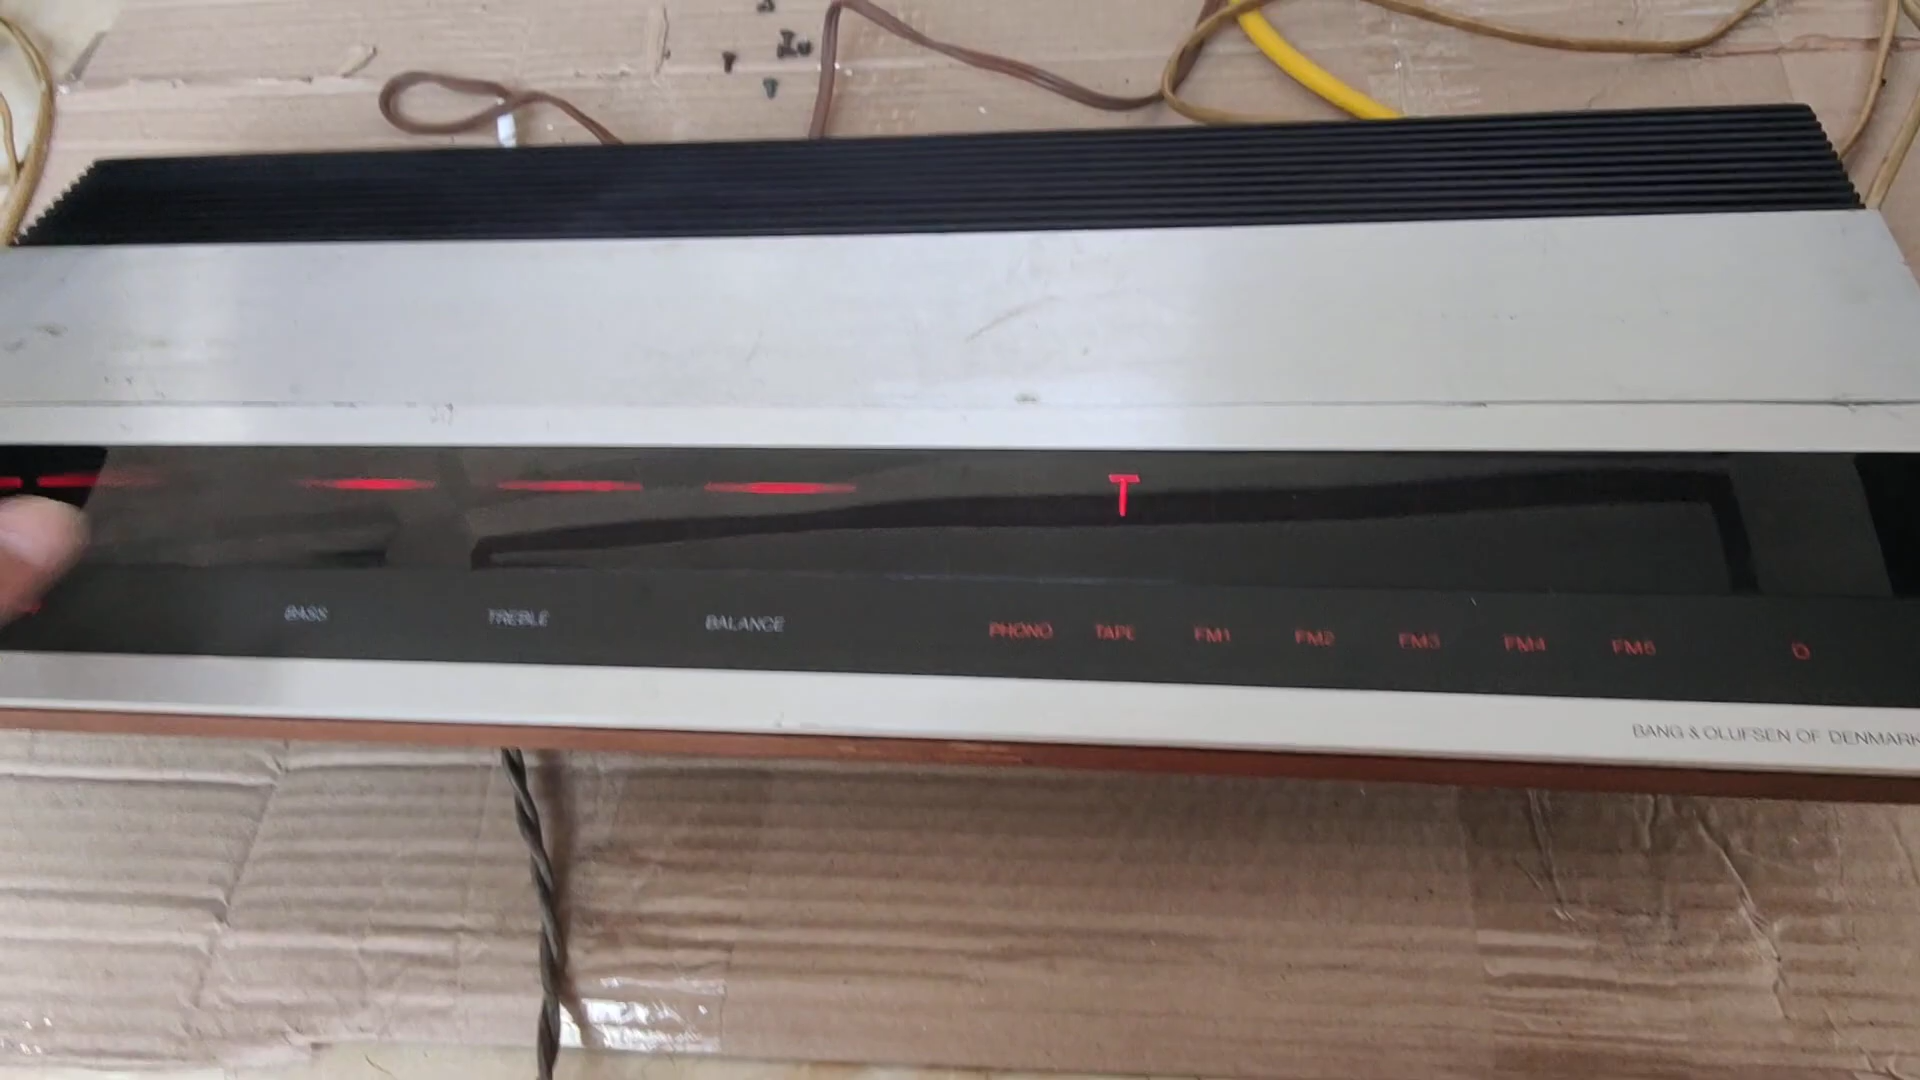 T
BASS TREBLE BALANCE PHONO TAPE FM1 FM2 FM3 FM4 FM5
BANG & OLUFSEN OF DENMARK